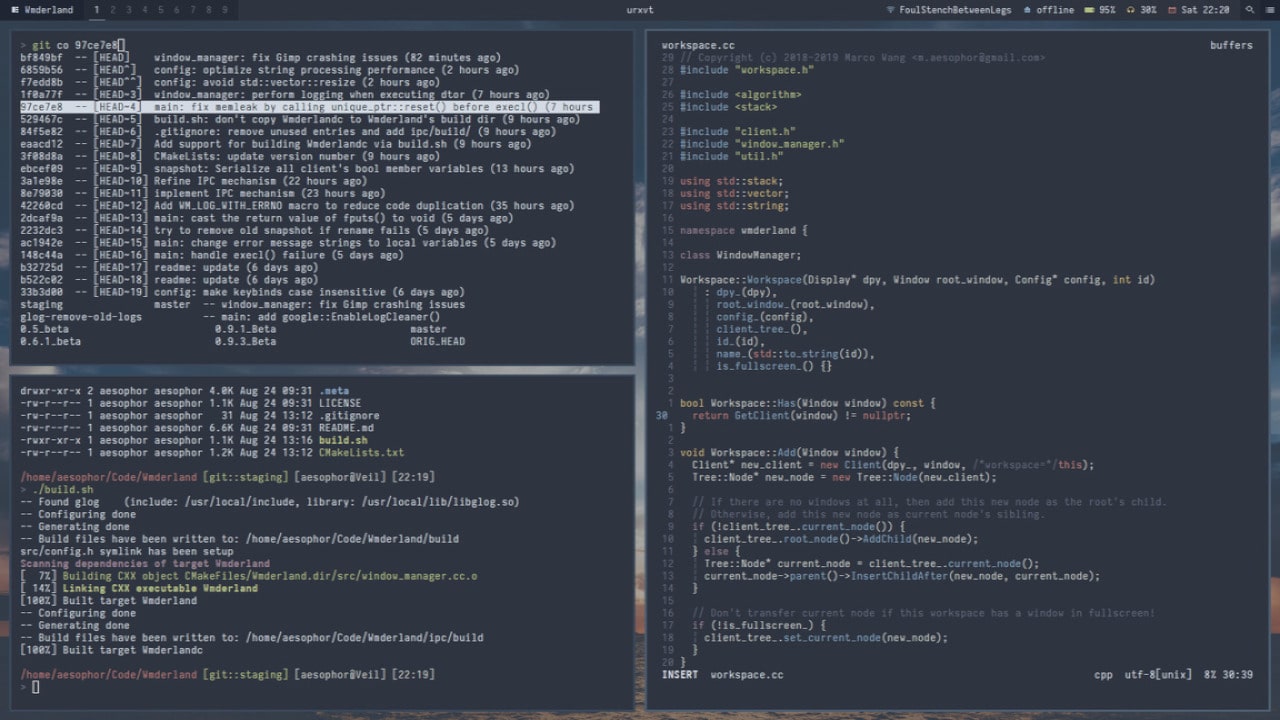 Wmderland 1 2 3 4 5 6 7 8 9 urxvt FoulStenchBetweenLegs offline 95% 30% Sat 22:20
> git co 97ce7e8
bf849bf -- [HEAD] window_manager: fix Gimp crashing issues (82 minutes ago)
6859b56 -- [HEAD^] config: optimize string processing performance (2 hours ago)
f7edd8b -- [HEAD^^] config: avoid std::vector::resize (2 hours ago)
1f0a77f -- [HEAD~3] window_manager: perform logging when executing dtor (7 hours ago)
97ce7e8 -- [HEAD~4] main: fix memleak by calling unique_ptr::reset() before execl() (7 hours
529467c -- [HEAD~5] build.sh: don't copy Wmderlandc to Wmderland's build dir (9 hours ago)
84f5e82 -- [HEAD~6] .gitignore: remove unused entries and add ipc/build/ (9 hours ago)
eaacd12 -- [HEAD~7] Add support for building Wmderlandc via build.sh (9 hours ago)
3f08d8a -- [HEAD~8] CMakeLists: update version number (9 hours ago)
ebcef09 -- [HEAD~9] snapshot: Serialize all client's bool member variables (13 hours ago)
3a1e98e -- [HEAD~10] Refine IPC mechanism (22 hours ago)
8e79030 -- [HEAD~11] implement IPC mechanism (23 hours ago)
42260cd -- [HEAD~12] Add WM_LOG_WITH_ERRNO macro to reduce code duplication (35 hours ago)
2dcaf9a -- [HEAD~13] main: cast the return value of fputs() to void (5 days ago)
2232dc3 -- [HEAD~14] try to remove old snapshot if rename fails (5 days ago)
ac1942e -- [HEAD~15] main: change error message strings to local variables (5 days ago)
148c44a -- [HEAD~16] main: handle execl() failure (5 days ago)
b32725d -- [HEAD~17] readme: update (6 days ago)
b522c02 -- [HEAD~18] readme: update (6 days ago)
33b3d00 -- [HEAD~19] config: make keybinds case insensitive (6 days ago)
staging master -- window_manager: fix Gimp crashing issues
glog-remove-old-logs -- main: add google::EnableLogCleaner()
0.5_beta 0.9.1_Beta master
0.6.1_beta 0.9.3_Beta ORIG_HEAD
drwxr-xr-x 2 aesophor aesophor 4.0K Aug 24 09:31 .meta
-rw-r--r-- 1 aesophor aesophor 1.1K Aug 24 09:31 LICENSE
-rw-r--r-- 1 aesophor aesophor 31 Aug 24 13:12 .gitignore
-rw-r--r-- 1 aesophor aesophor 6.6K Aug 24 09:31 README.md
-rwxr-xr-x 1 aesophor aesophor 1.1K Aug 24 13:16 build.sh
-rw-r--r-- 1 aesophor aesophor 1.2K Aug 24 13:12 CMakeLists.txt
/home/aesophor/Code/Wmderland [git::staging] [aesophor@Veil] [22:19]
> ./build.sh
-- Found glog (include: /usr/local/include, library: /usr/local/lib/libglog.so)
-- Configuring done
-- Generating done
-- Build files have been written to: /home/aesophor/Code/Wmderland/build
src/config.h symlink has been setup
Scanning dependencies of target Wmderland
[ 7%] Building CXX object CMakeFiles/Wmderland.dir/src/window_manager.cc.o
[ 14%] Linking CXX executable Wmderland
[100%] Built target Wmderland
-- Configuring done
-- Generating done
-- Build files have been written to: /home/aesophor/Code/Wmderland/ipc/build
[100%] Built target Wmderlandc
/home/aesophor/Code/Wmderland [git::staging] [aesophor@Veil] [22:19]
>
workspace.cc buffers
29 // Copyright (c) 2018-2019 Marco Wang <m.aesophor@gmail.com>
28 #include "workspace.h"
27
26 #include <algorithm>
25 #include <stack>
24
23 #include "client.h"
22 #include "window_manager.h"
21 #include "util.h"
20
19 using std::stack;
18 using std::vector;
17 using std::string;
16
15 namespace wmderland {
14
13 class WindowManager;
12
11 Workspace::Workspace(Display* dpy, Window root_window, Config* config, int id)
10 : dpy_(dpy),
9 root_window_(root_window),
8 config_(config),
7 client_tree_(),
6 id_(id),
5 name_(std::to_string(id)),
4 is_fullscreen_() {}
3
2
1 bool Workspace::Has(Window window) const {
30 return GetClient(window) != nullptr;
1 }
2
3 void Workspace::Add(Window window) {
4 Client* new_client = new Client(dpy_, window, /*workspace=*/this);
5 Tree::Node* new_node = new Tree::Node(new_client);
6
7 // If there are no windows at all, then add this new node as the root's child.
8 // Otherwise, add this new node as current node's sibling.
9 if (!client_tree_.current_node()) {
10 client_tree_.root_node()->AddChild(new_node);
11 } else {
12 Tree::Node* current_node = client_tree_.current_node();
13 current_node->parent()->InsertChildAfter(new_node, current_node);
14 }
15
16 // Don't transfer current node if this workspace has a window in fullscreen!
17 if (!is_fullscreen_) {
18 client_tree_.set_current_node(new_node);
19 }
20 }
INSERT workspace.cc cpp utf-8[unix] 8% 30:39